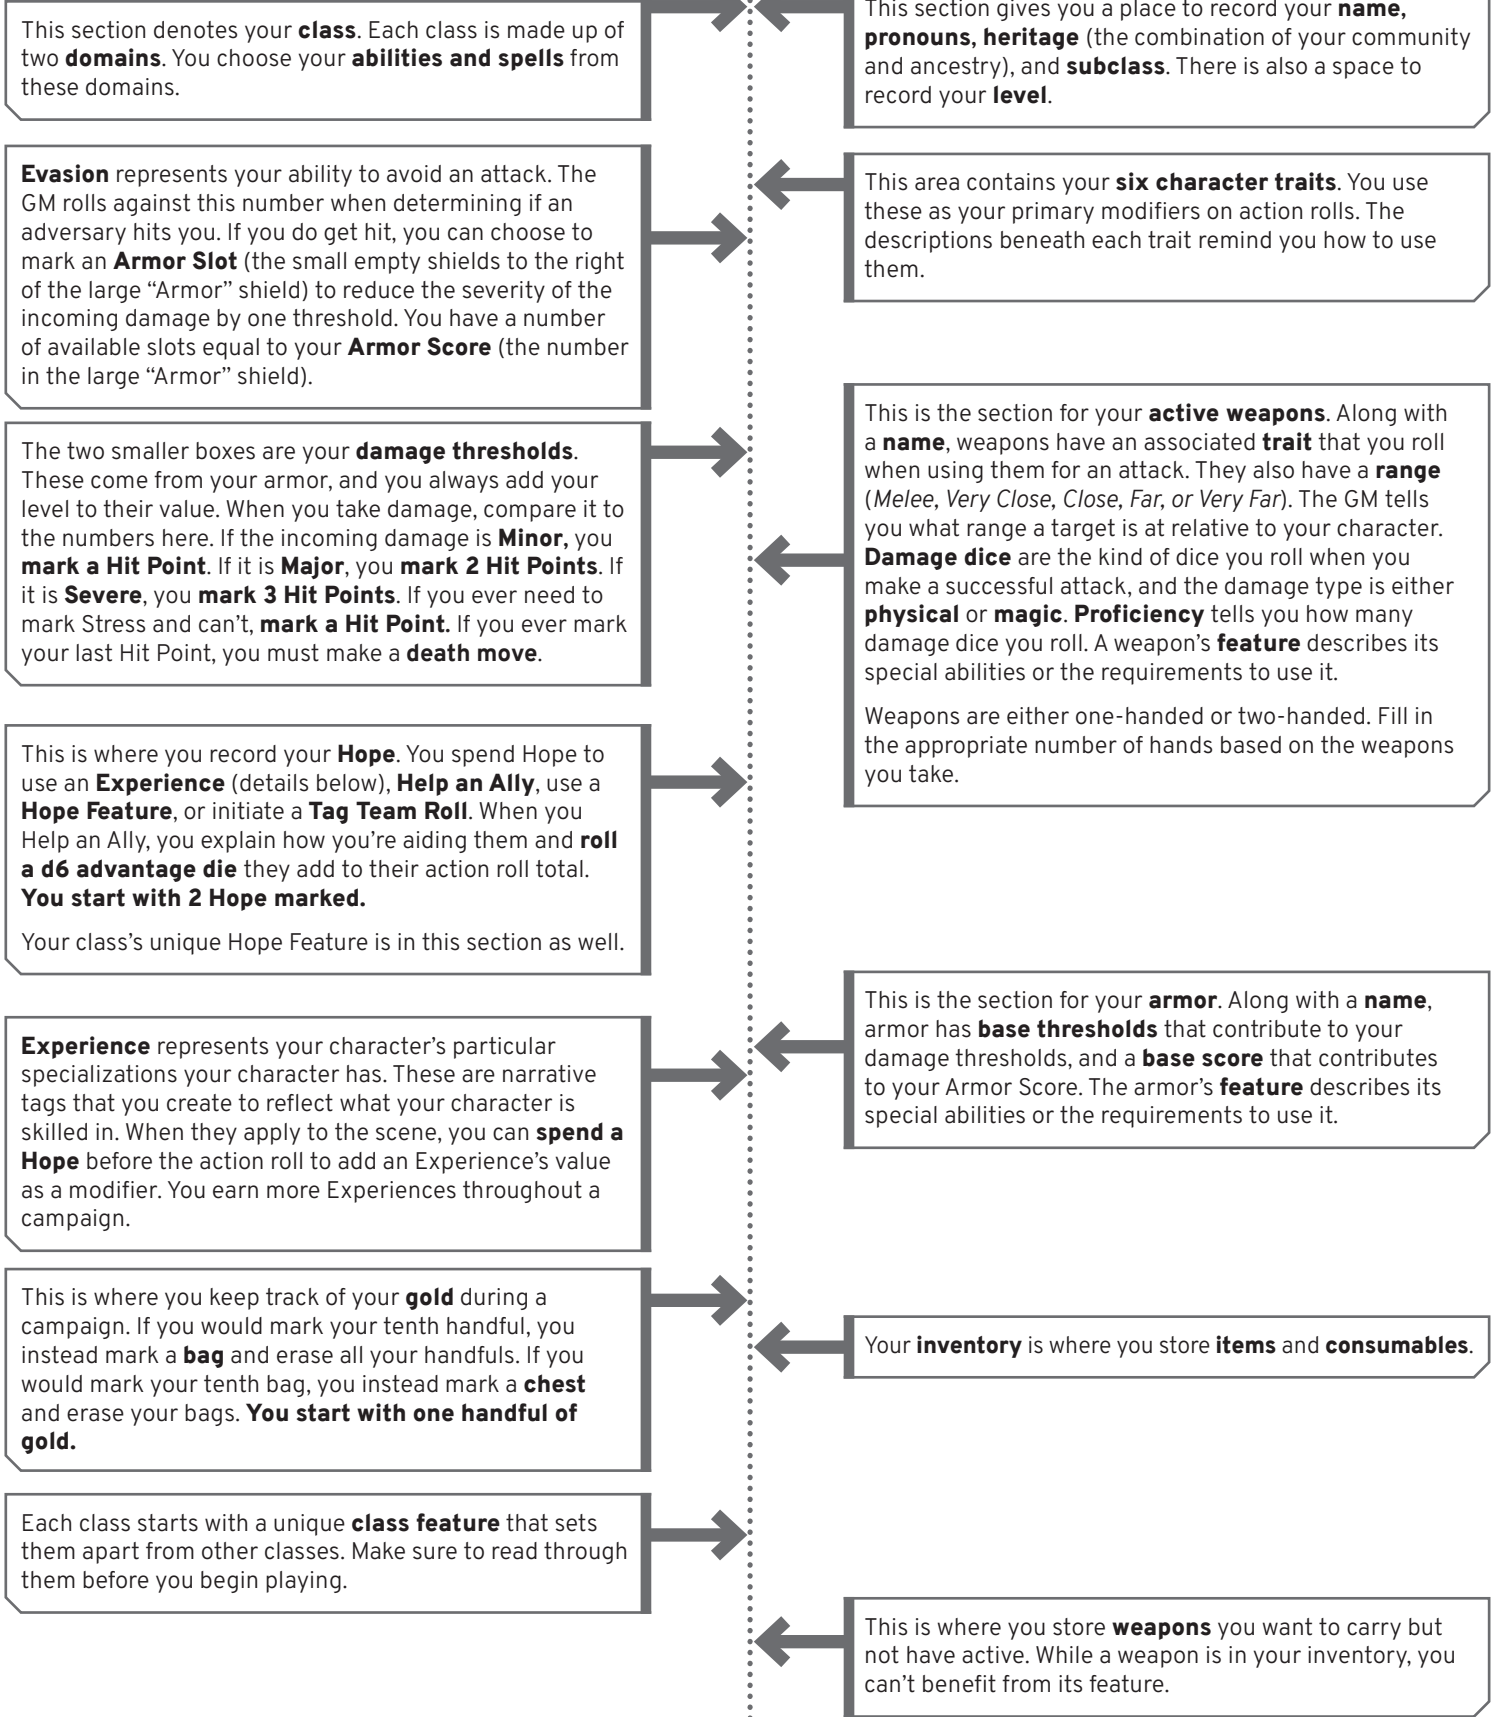 This section denotes your class. Each class is made up of
two domains. You choose your abilities and spells from
these domains.
Evasion represents your ability to avoid an attack. The
GM rolls against this number when determining if an
adversary hits you. If you do get hit, you can choose to
mark an Armor Slot (the small empty shields to the right
of the large “Armor” shield) to reduce the severity of the
incoming damage by one threshold. You have a number
of available slots equal to your Armor Score (the number
in the large “Armor” shield).
The two smaller boxes are your damage thresholds.
These come from your armor, and you always add your
level to their value. When you take damage, compare it to
the numbers here. If the incoming damage is Minor, you
mark a Hit Point. If it is Major, you mark 2 Hit Points. If
it is Severe, you mark 3 Hit Points. If you ever need to
mark Stress and can’t, mark a Hit Point. If you ever mark
your last Hit Point, you must make a death move.
This is where you record your Hope. You spend Hope to
use an Experience (details below), Help an Ally, use a
Hope Feature, or initiate a Tag Team Roll. When you
Help an Ally, you explain how you’re aiding them and roll
a d6 advantage die they add to their action roll total.
You start with 2 Hope marked.
Your class’s unique Hope Feature is in this section as well.
Experience represents your character’s particular
specializations your character has. These are narrative
tags that you create to reflect what your character is
skilled in. When they apply to the scene, you can spend a
Hope before the action roll to add an Experience’s value
as a modifier. You earn more Experiences throughout a
campaign.
This is where you keep track of your gold during a
campaign. If you would mark your tenth handful, you
instead mark a bag and erase all your handfuls. If you
would mark your tenth bag, you instead mark a chest
and erase your bags. You start with one handful of
gold.
Each class starts with a unique class feature that sets
them apart from other classes. Make sure to read through
them before you begin playing.
This section gives you a place to record your name,
pronouns, heritage (the combination of your community
and ancestry), and subclass. There is also a space to
record your level.
This area contains your six character traits. You use
these as your primary modifiers on action rolls. The
descriptions beneath each trait remind you how to use
them.
This is the section for your active weapons. Along with
a name, weapons have an associated trait that you roll
when using them for an attack. They also have a range
(Melee, Very Close, Close, Far, or Very Far). The GM tells
you what range a target is at relative to your character.
Damage dice are the kind of dice you roll when you
make a successful attack, and the damage type is either
physical or magic. Proficiency tells you how many
damage dice you roll. A weapon’s feature describes its
special abilities or the requirements to use it.
Weapons are either one-handed or two-handed. Fill in
the appropriate number of hands based on the weapons
you take.
This is the section for your armor. Along with a name,
armor has base thresholds that contribute to your
damage thresholds, and a base score that contributes
to your Armor Score. The armor’s feature describes its
special abilities or the requirements to use it.
Your inventory is where you store items and consumables.
This is where you store weapons you want to carry but
not have active. While a weapon is in your inventory, you
can’t benefit from its feature.